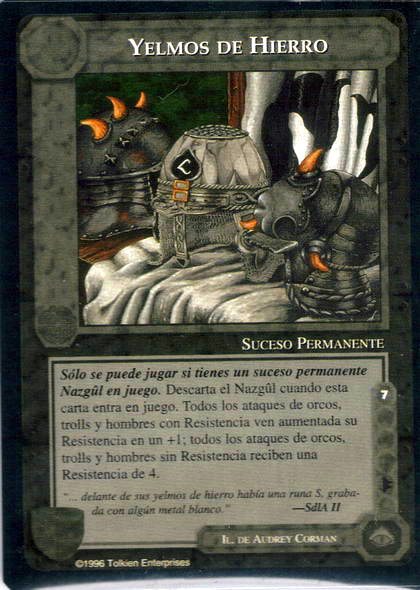 YELMOS DE HIERRO
SUCESO PERMANENTE
Sólo se puede jugar si tienes un suceso permanente
Nazgûl en juego. Descarta el Nazgûl cuando esta
carta entra en juego. Todos los ataques de orcos,
trolls y hombres con Resistencia ven aumentada su
Resistencia en un +1; todos los ataques de orcos,
trolls y hombres sin Resistencia reciben una
Resistencia de 4.
7
"... delante de sus yelmos de hierro había una runa S. graba-
da con algún metal blanco." —SdlA II
IL. DE AUDREY CORMAN
©1996 Tolkien Enterprises